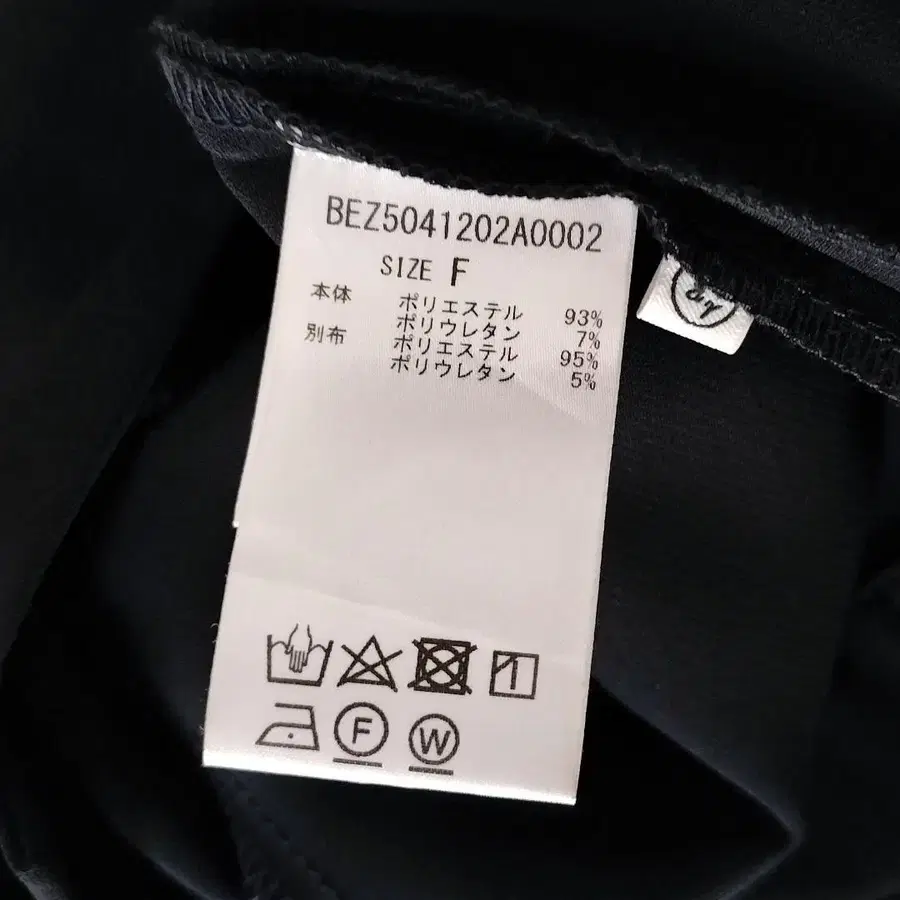 BEZ5041202A0002
SIZE F
本体 ポリエステル 93%
ポリウレタン 7%
別布 ポリエステル 95%
ポリウレタン 5%
F
W